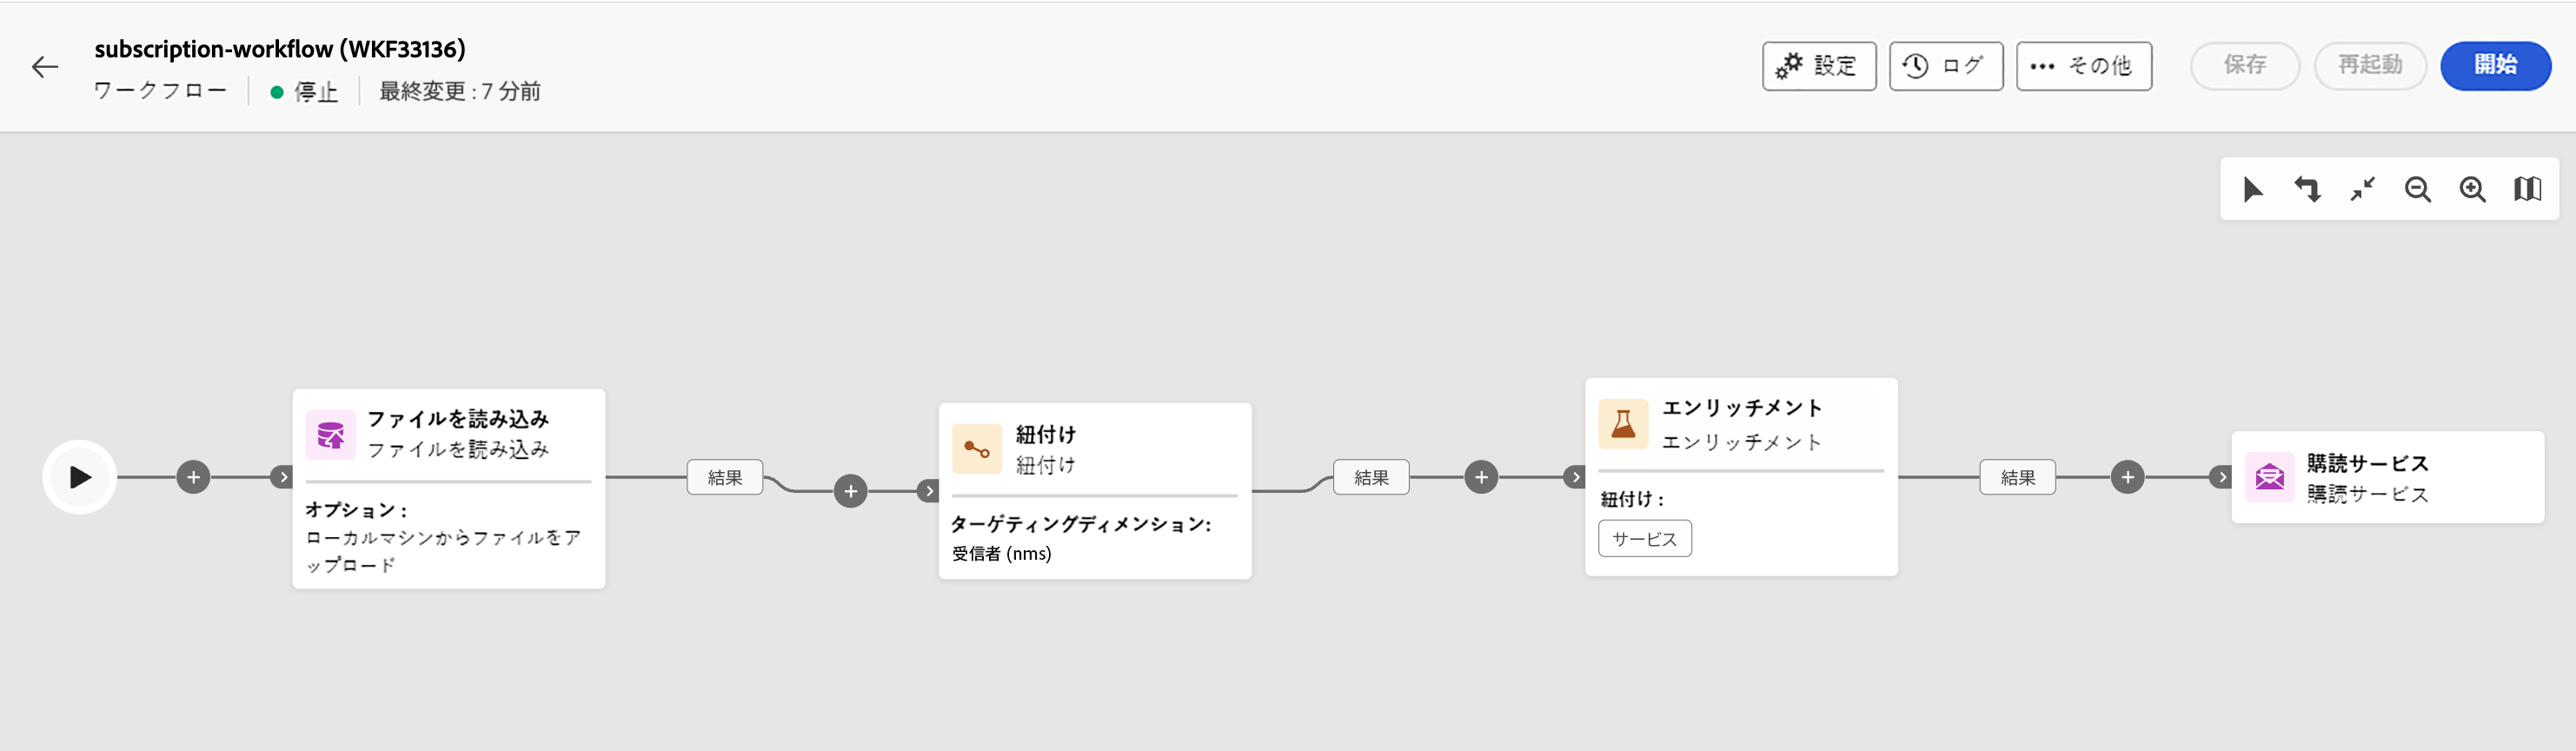 subscription-workflow (WKF33136)
ワークフロー 停止 最終変更 : 7 分前
設定 ログ その他 保存 再起動 開始
ファイルを読み込み
ファイルを読み込み
オプション :
ローカルマシンからファイルをア
ップロード
結果
紐付け
紐付け
ターゲティングディメンション:
受信者 (nms)
結果
エンリッチメント
エンリッチメント
紐付け :
サービス
結果
購読サービス
購読サービス